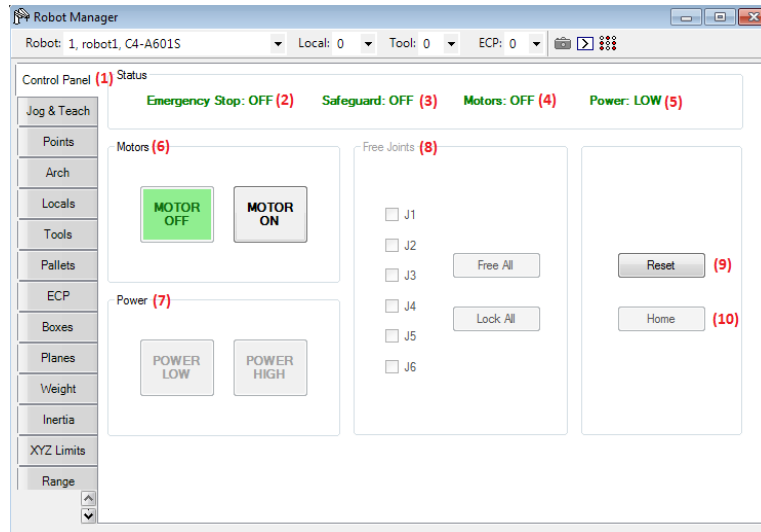 Robot Manager
Robot: 1, robot1, C4-A601S Local: 0 Tool: 0 ECP: 0
Control Panel (1)
Jog & Teach
Points
Arch
Locals
Tools
Pallets
ECP
Boxes
Planes
Weight
Inertia
XYZ Limits
Range
Status
Emergency Stop: OFF (2) Safeguard: OFF (3) Motors: OFF (4) Power: LOW (5)
Motors (6)
MOTOR
OFF
MOTOR
ON
Power (7)
POWER
LOW
POWER
HIGH
Free Joints (8)
J1
J2
J3
J4
J5
J6
Free All
Lock All
Reset (9)
Home (10)